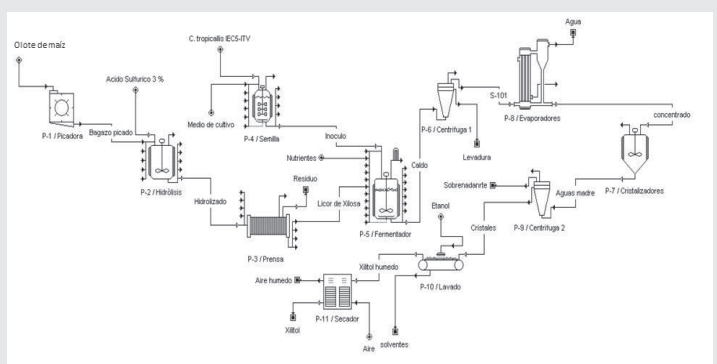 Olote de maíz
P-1 / Picadora
Bagazo picado
Acido Sulfurico 3 %
P-2 / Hidrólisis
Hidrolizado
C. tropicallis IEC5-ITV
Medio de cultivo
P-4 / Semilla
Inoculo
Nutrientes
Residuo
Licor de Xilosa
P-3 / Prensa
P-5 / Fermentador
Caldo
P-6 / Centrifuga 1
Levadura
S-101
Agua
P-8 / Evaporadores
concentrado
P-7 / Cristalizadores
Aguas madre
Sobrenadanrte
P-9 / Centrifuga 2
Cristales
Etanol
P-10 / Lavado
solventes
Xilitol humedo
Aire humedo
P-11 / Secador
Xilitol
Aire